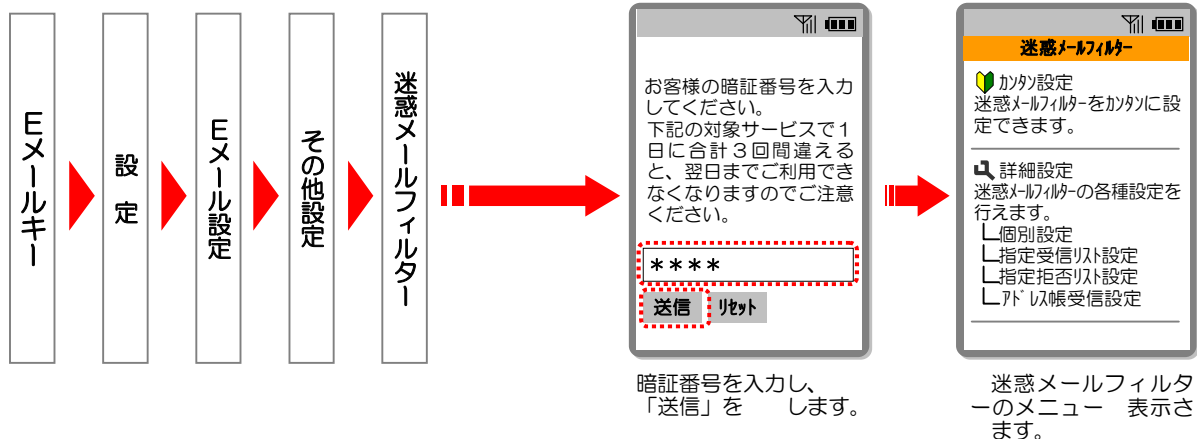 Eメールキー
設定
Eメール設定
その他設定
迷惑メールフィルター
お客様の暗証番号を入力
してください。
下記の対象サービスで1
日に合計3回間違える
と、翌日までご利用でき
なくなりますのでご注意
ください。
****
送信 ﾘｾｯﾄ
暗証番号を入力し、
「送信」を　　します。
迷惑ﾒｰﾙﾌｨﾙﾀｰ
ｶﾝﾀﾝ設定
迷惑ﾒｰﾙﾌｨﾙﾀｰをｶﾝﾀﾝに設
定できます。
詳細設定
迷惑ﾒｰﾙﾌｨﾙﾀｰの各種設定を
行えます。
個別設定
指定受信ﾘｽﾄ設定
指定拒否ﾘｽﾄ設定
ｱﾄﾞﾚｽ帳受信設定
迷惑メールフィルタ
ーのメニュー　表示さ
ます。